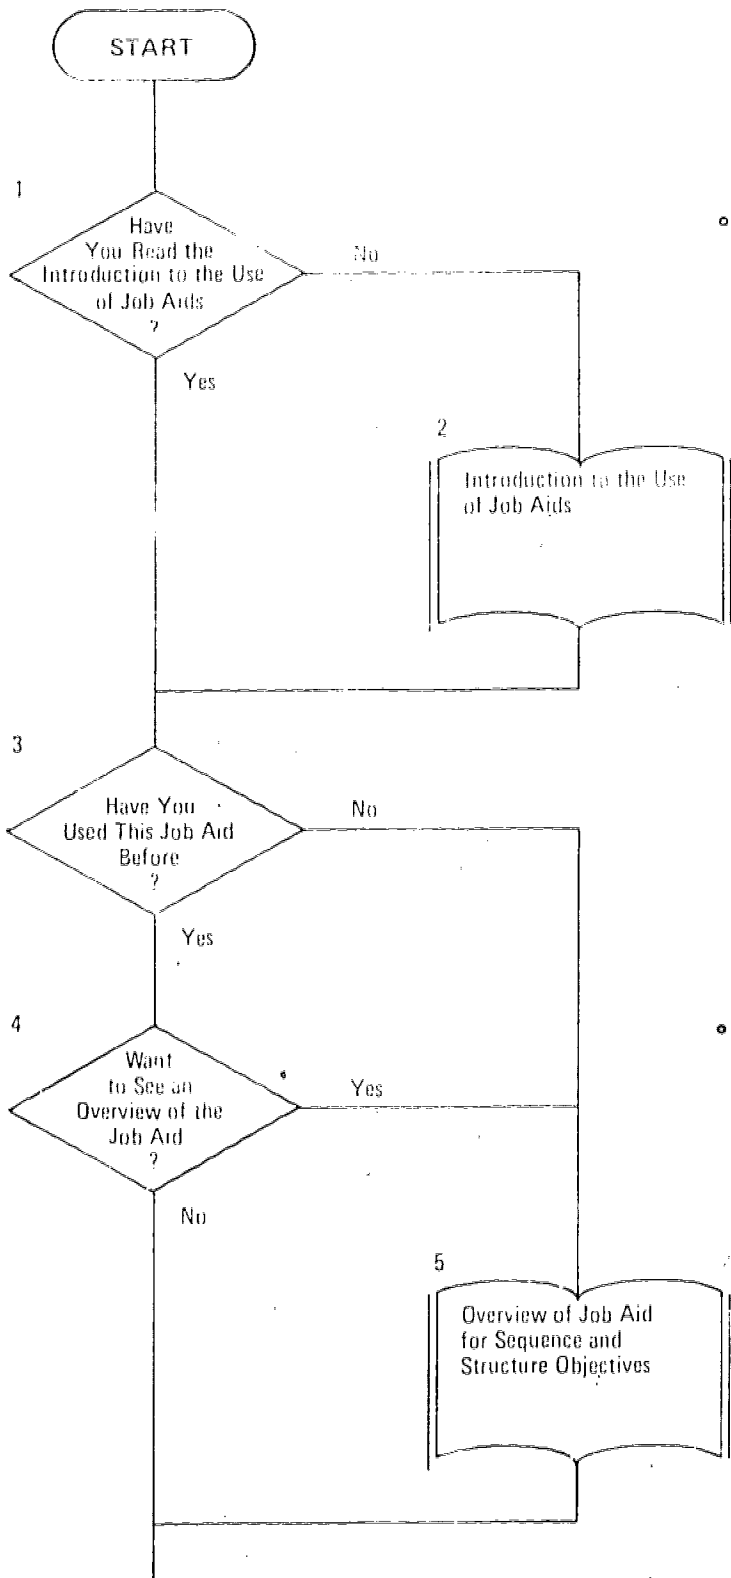 START
1
Have
You Read the
Introduction to the Use
of Job Aids
?
No
Yes
2
Introduction to the Use
of Job Aids
3
Have You
Used This Job Aid
Before
?
No
Yes
4
Want
to See an
Overview of the
Job Aid
?
Yes
No
5
Overview of Job Aid
for Sequence and
Structure Objectives